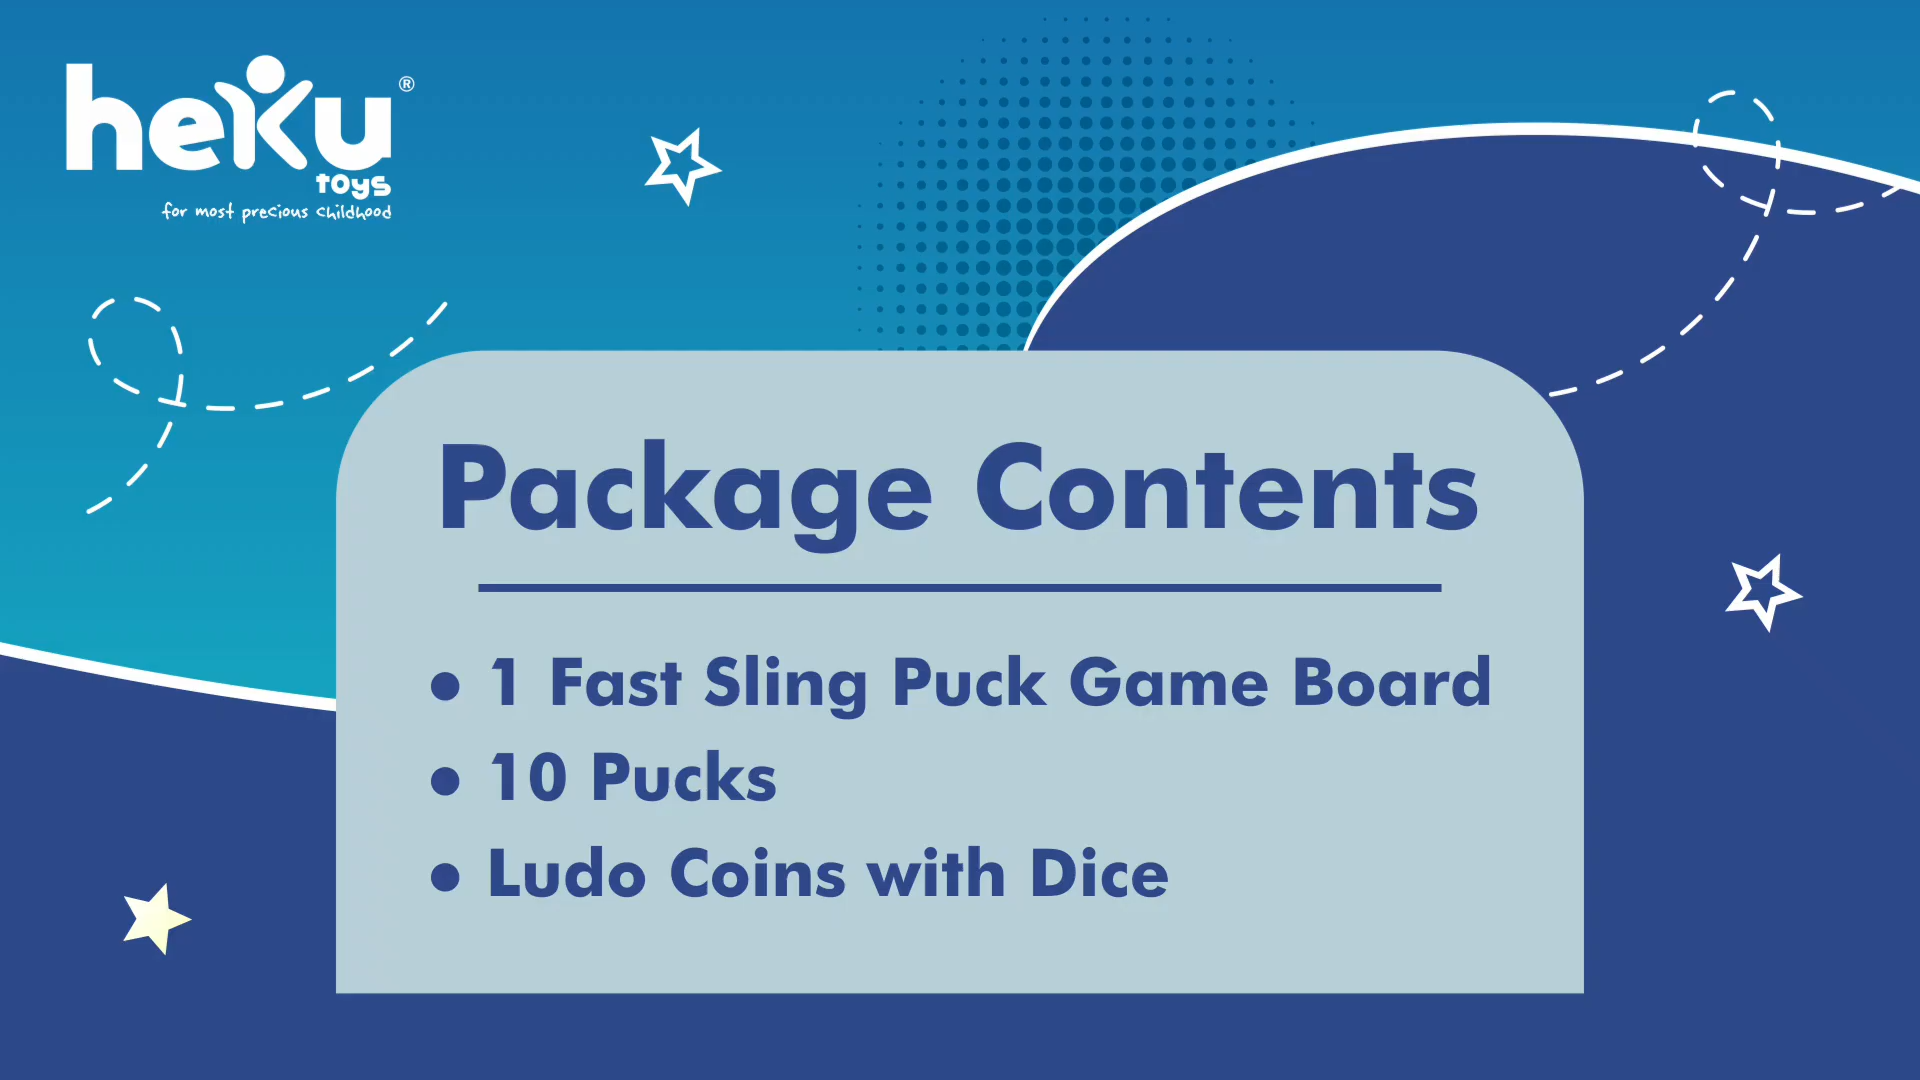 heku®
toys
for most precious childhood
Package Contents
• 1 Fast Sling Puck Game Board
• 10 Pucks
• Ludo Coins with Dice